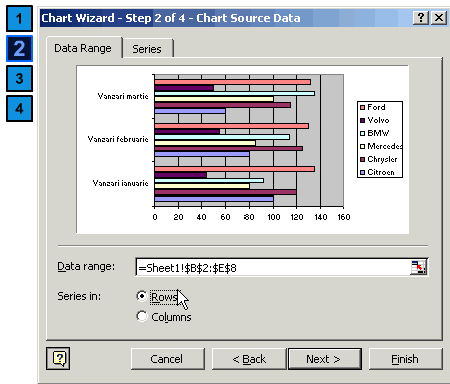 1
2
3
4
Chart Wizard - Step 2 of 4 - Chart Source Data
Data Range
Series
Vanzari martie
Vanzari februarie
Vanzari ianuarie
0 20 40 60 80 100 120 140 160
Ford
Volvo
BMW
Mercedes
Chrysler
Citroen
Data range:
=Sheet1!$B$2:$E$8
Series in:
Rows
Columns
Cancel
< Back
Next >
Finish